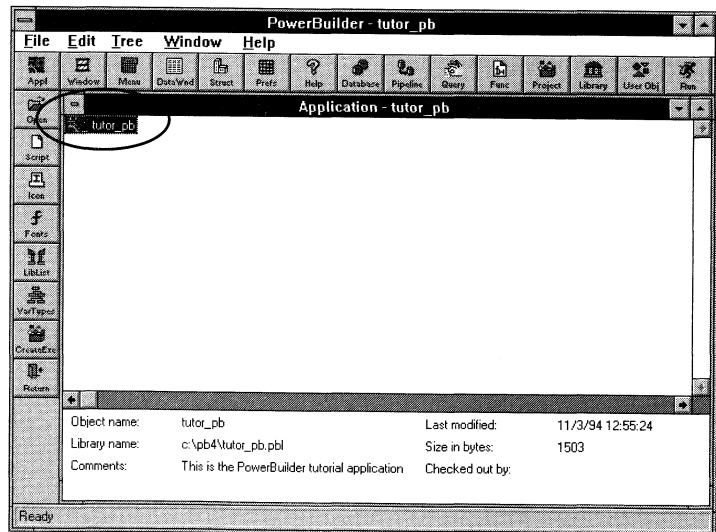 PowerBuilder - tutor_pb
File Edit Tree Window Help
Appl Window Menu DataWnd Struct Prefs Help Database Pipeline Query Func Project Library User Obj Run
Application - tutor_pb
tutor_pb
Open
Script
Icon
Fonts
LibList
VarTypes
CreateExe
Return
Object name: tutor_pb Last modified: 11/3/94 12:55:24
Library name: c:\pb4\tutor_pb.pbl Size in bytes: 1503
Comments: This is the PowerBuilder tutorial application Checked out by:
Ready